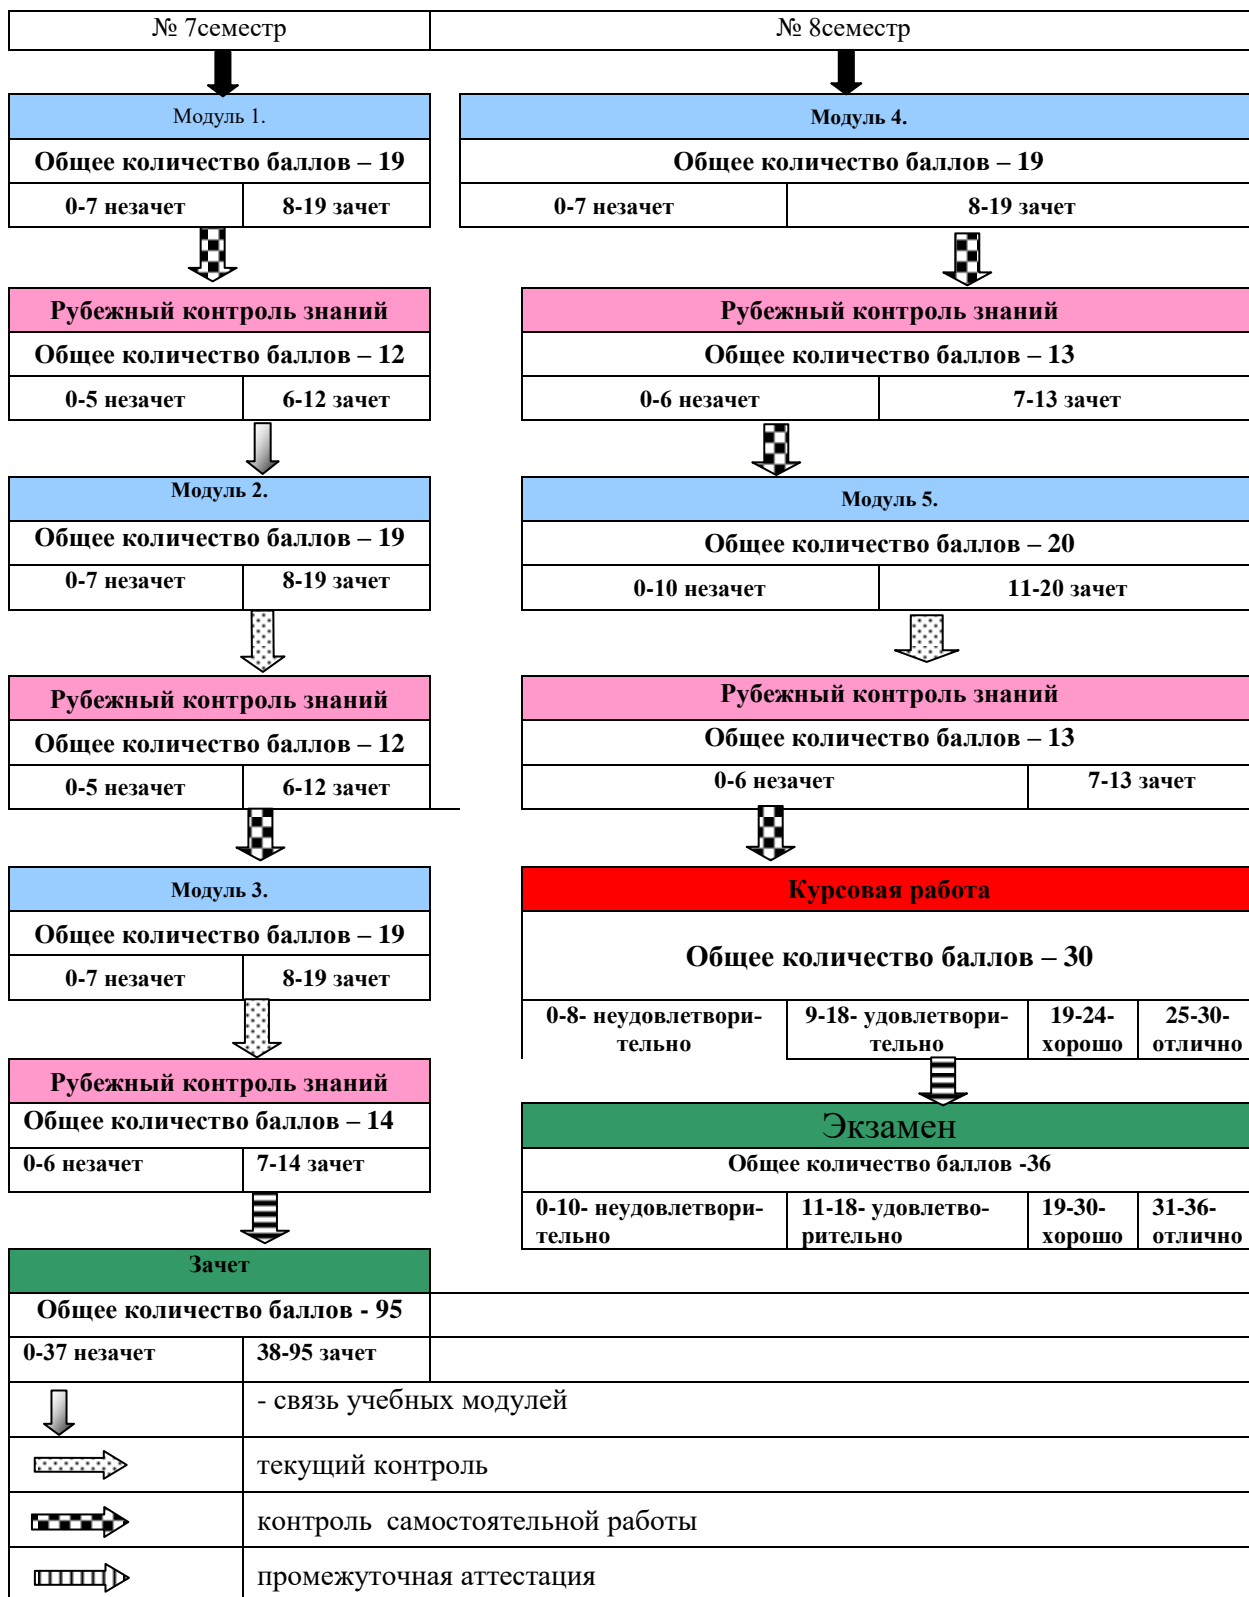 № 7семестр
№ 8семестр
Модуль 1.
Общее количество баллов – 19
0-7 незачет
8-19 зачет
Рубежный контроль знаний
Общее количество баллов – 12
0-5 незачет
6-12 зачет
Модуль 2.
Общее количество баллов – 19
0-7 незачет
8-19 зачет
Рубежный контроль знаний
Общее количество баллов – 12
0-5 незачет
6-12 зачет
Модуль 3.
Общее количество баллов – 19
0-7 незачет
8-19 зачет
Рубежный контроль знаний
Общее количество баллов – 14
0-6 незачет
7-14 зачет
Зачет
Общее количество баллов - 95
0-37 незачет
38-95 зачет
Модуль 4.
Общее количество баллов – 19
0-7 незачет
8-19 зачет
Рубежный контроль знаний
Общее количество баллов – 13
0-6 незачет
7-13 зачет
Модуль 5.
Общее количество баллов – 20
0-10 незачет
11-20 зачет
Рубежный контроль знаний
Общее количество баллов – 13
0-6 незачет
7-13 зачет
Курсовая работа
Общее количество баллов – 30
0-8- неудовлетвори-
тельно
9-18- удовлетвори-
тельно
19-24-
хорошо
25-30-
отлично
Экзамен
Общее количество баллов -36
0-10- неудовлетвори-
тельно
11-18- удовлетво-
рительно
19-30-
хорошо
31-36-
отлично
- связь учебных модулей
текущий контроль
контроль самостоятельной работы
промежуточная аттестация